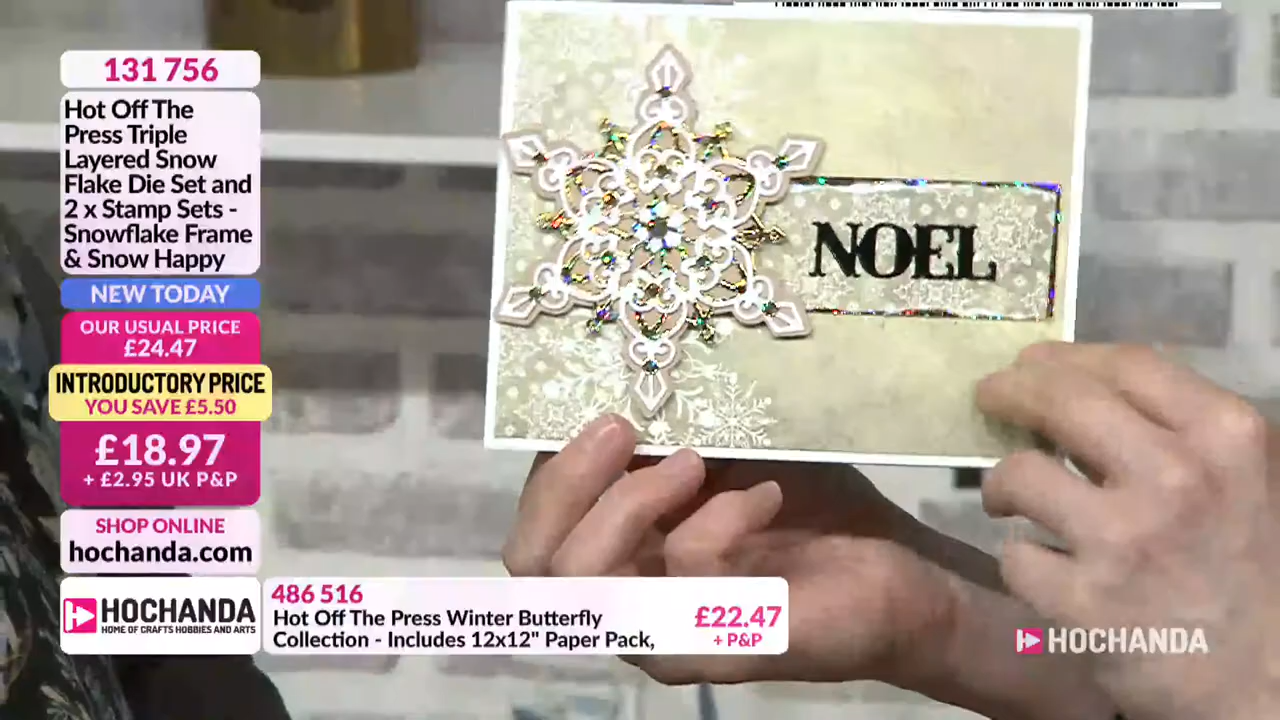 131 756
Hot Off The
Press Triple
Layered Snow
Flake Die Set and
2 x Stamp Sets -
Snowflake Frame
& Snow Happy
NEW TODAY
OUR USUAL PRICE
£24.47
INTRODUCTORY PRICE
YOU SAVE £5.50
£18.97
+ £2.95 UK P&P
SHOP ONLINE
hochanda.com
HOCHANDA
HOME OF CRAFTS HOBBIES AND ARTS
486 516
Hot Off The Press Winter Butterfly
Collection - Includes 12x12" Paper Pack,
£22.47
+ P&P
NOEL
HOCHANDA